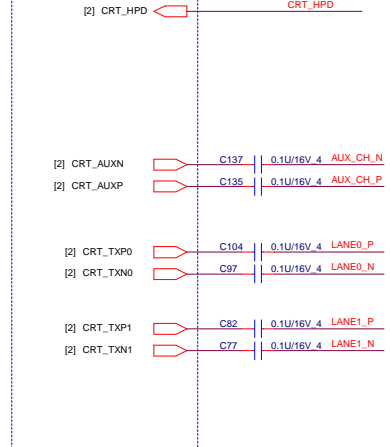 [2] CRT_HPD CRT_HPD
[2] CRT_AUXN C137 0.1U/16V_4 AUX_CH_N
[2] CRT_AUXP C135 0.1U/16V_4 AUX_CH_P
[2] CRT_TXP0 C104 0.1U/16V_4 LANE0_P
[2] CRT_TXN0 C97 0.1U/16V_4 LANE0_N
[2] CRT_TXP1 C82 0.1U/16V_4 LANE1_P
[2] CRT_TXN1 C77 0.1U/16V_4 LANE1_N